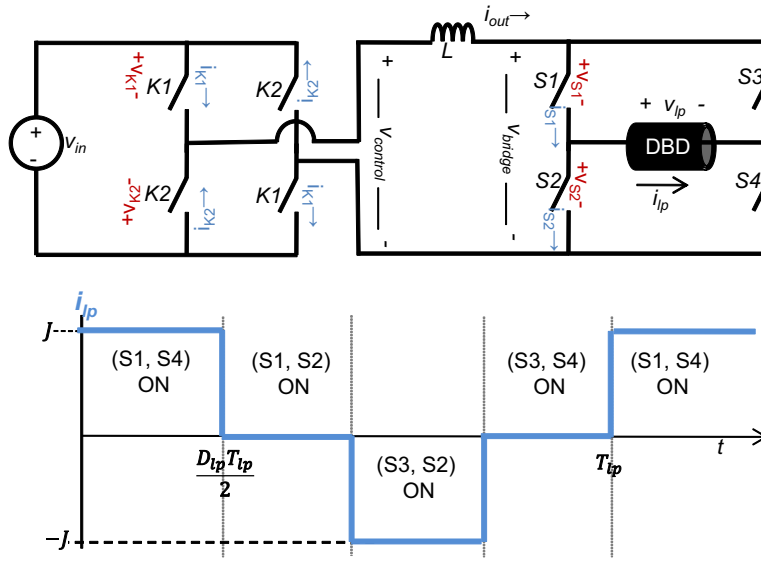 i_out→
L
+V_K1-
i_K1→
K1
K2
i_K2→
+
+
S1
+V_S1-
i_S1→
S3
+ v_lp -
v_in
+
-
V_control
V_bridge
DBD
i_lp
+V_K2-
K2
i_K2→
K1
i_K1→
S2
+V_S2-
i_S2→
S4
-
-
i_lp
J
(S1, S4)
ON
(S1, S2)
ON
(S3, S4)
ON
(S1, S4)
ON
D_lp T_lp
2
(S3, S2)
ON
T_lp
t
-J